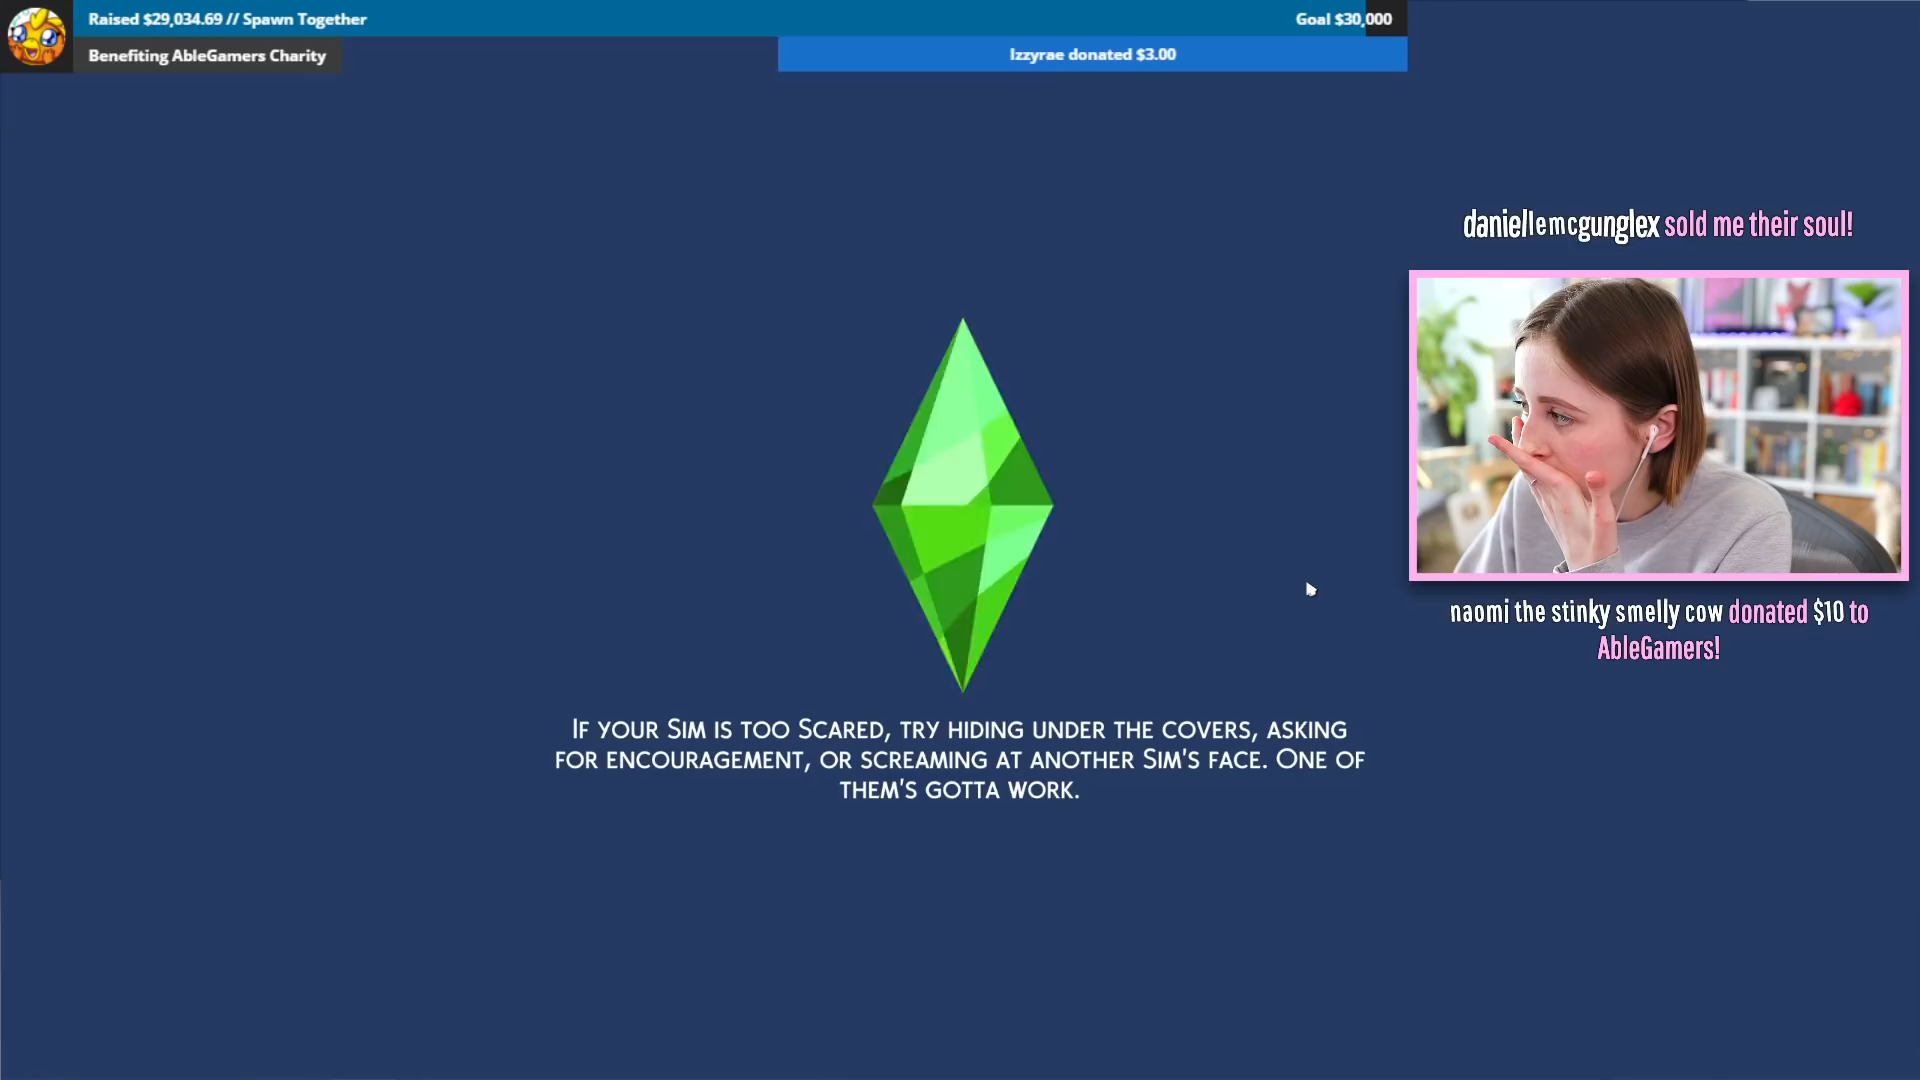 Raised $29,034.69 // Spawn Together
Goal $30,000
Benefiting AbleGamers Charity
Izzyrae donated $3.00
daniellemcgunglex sold me their soul!
naomi the stinky smelly cow donated $10 to
AbleGamers!
If your Sim is too Scared, try hiding under the covers, asking
for encouragement, or screaming at another Sim's face. One of
them's gotta work.